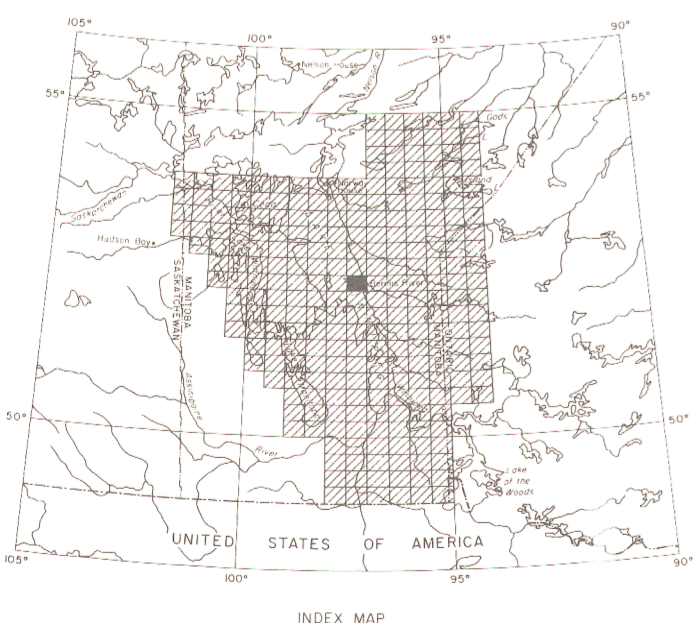 105°
100°
95°
90°
Nelson House
Nelson R
55°
55°
Gods
L
Island
L
Norway
House
Saskatchewan
Hudson Bay
Berens River
SASKATCHEWAN
MANITOBA
MANITOBA
ONTARIO
Assiniboine
River
50°
50°
Lake
of the
Woods
UNITED STATES OF AMERICA
105°
100°
95°
90°
INDEX MAP